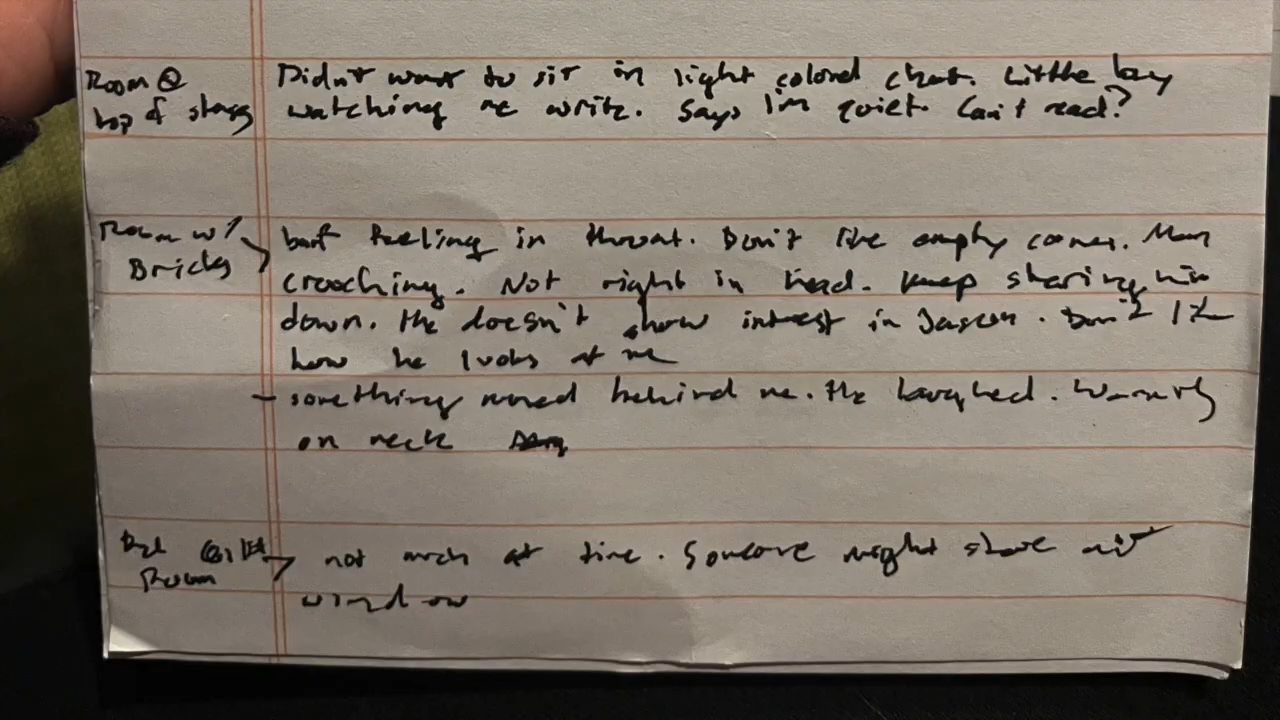 Room @
top of stairs
Didn't want to sit in light colored chair. Little boy
watching me write. Says I'm quiet. Can't read?
Room w/
Bricks
bad feeling in throat. Don't like empty corner. Man
crouching. Not right in head. Keep staring him
down. He doesn't show interest in Jason. Don't like
how he looks at me
- something moved behind me. He laughed. Warmth
on neck
Room
not much at time. Someone might stare out
window